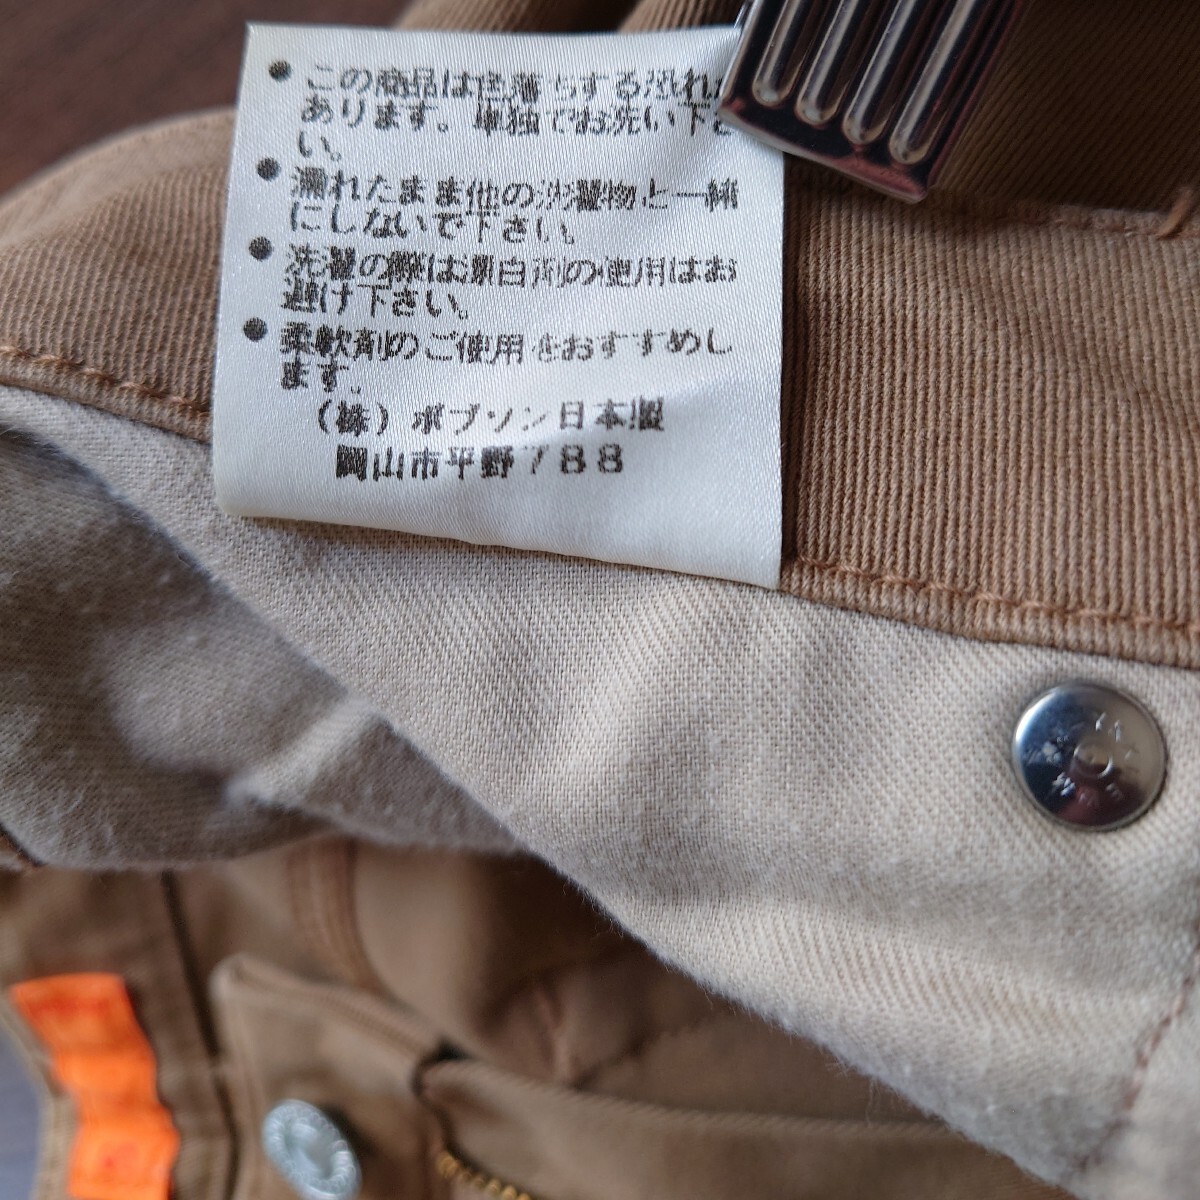 ● この商品は色落ちする恐れが
あります。単独でお洗い下さ
い。
● 濡れたまま他の洗濯物と一緒
にしないで下さい。
● 洗濯の際は漂白剤の使用はお
避け下さい。
● 柔軟剤のご使用をおすすめし
ます。
(株)ボブソン日本製
岡山市平野788